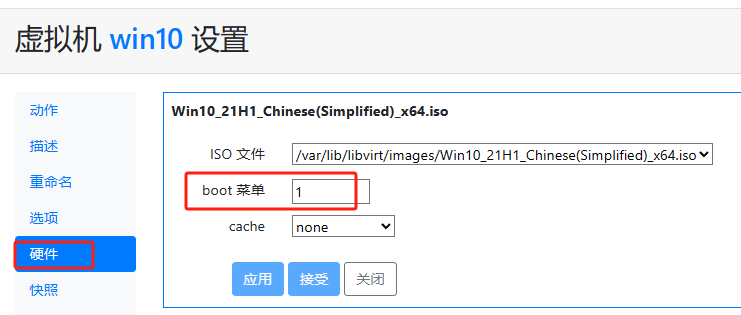 虚拟机 win10 设置
动作
描述
重命名
选项
硬件
快照
Win10_21H1_Chinese(Simplified)_x64.iso
ISO 文件 /var/lib/libvirt/images/Win10_21H1_Chinese(Simplified)_x64.iso
boot 菜单 1
cache none
应用 接受 关闭